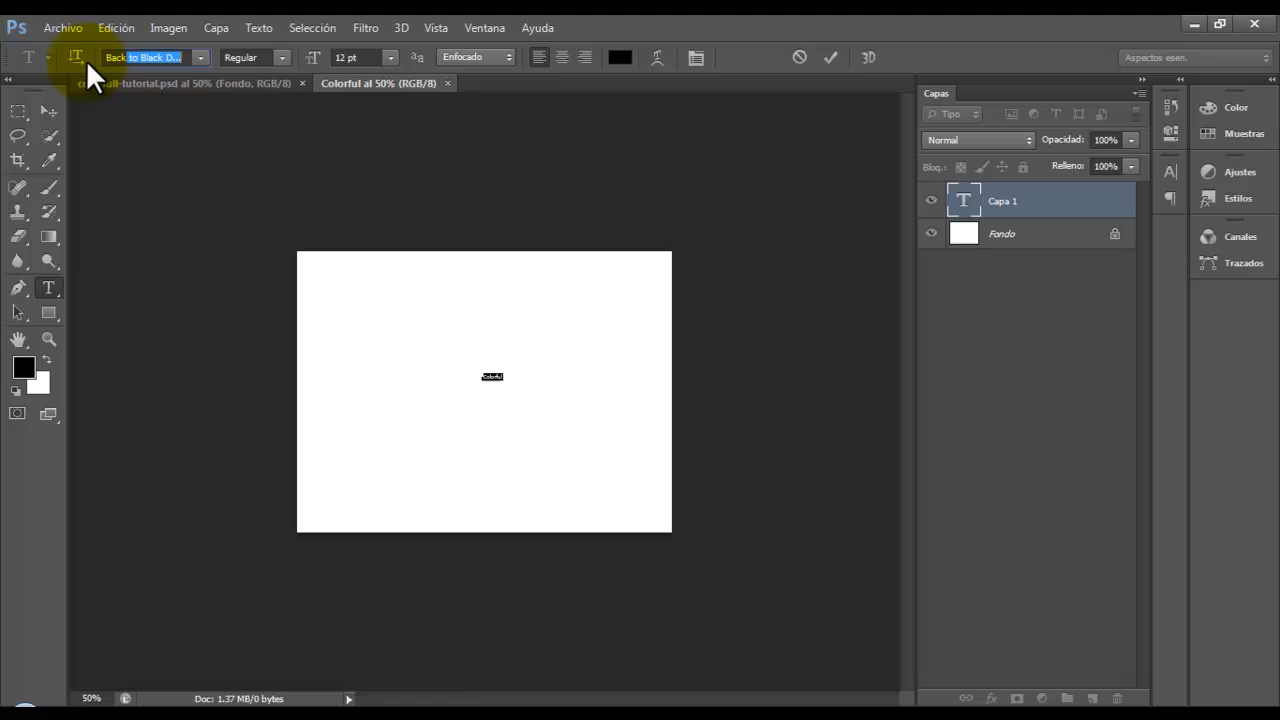 Ps Archivo Edición Imagen Capa Texto Selección Filtro 3D Vista Ventana Ayuda
T T Back to Black D... Regular T 12 pt aa Enfocado 3D Aspectos esen.
-tutorial.psd al 50% (Fondo, RGB/8) × Colorful al 50% (RGB/8) ×
Capas
Tipo T
Normal Opacidad: 100%
Bloq.: Relleno: 100%
T Capa 1
Fondo
Color
Muestras
Ajustes
Estilos
Canales
Trazados
A
T
Colorful
50% Doc: 1.37 MB/0 bytes
fx